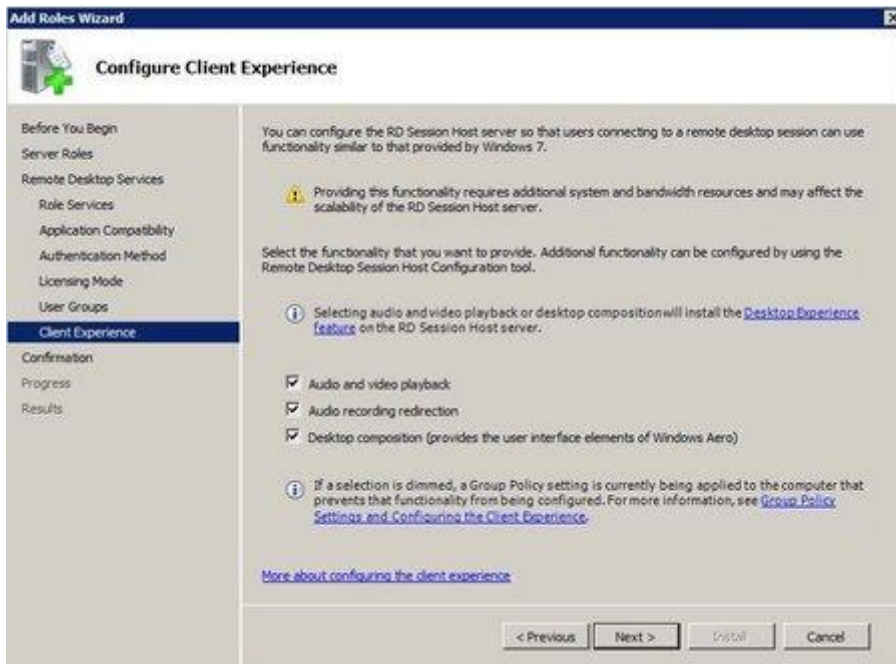 Add Roles Wizard
Configure Client Experience
Before You Begin
Server Roles
Remote Desktop Services
Role Services
Application Compatibility
Authentication Method
Licensing Mode
User Groups
Client Experience
Confirmation
Progress
Results
You can configure the RD Session Host server so that users connecting to a remote desktop session can use
functionality similar to that provided by Windows 7.
Providing this functionality requires additional system and bandwidth resources and may affect the
scalability of the RD Session Host server.
Select the functionality that you want to provide. Additional functionality can be configured by using the
Remote Desktop Session Host Configuration tool.
Selecting audio and video playback or desktop composition will install the Desktop Experience
feature on the RD Session Host server.
Audio and video playback
Audio recording redirection
Desktop composition (provides the user interface elements of Windows Aero)
If a selection is dimmed, a Group Policy setting is currently being applied to the computer that
prevents that functionality from being configured. For more information, see Group Policy
Settings and Configuring the Client Experience.
More about configuring the client experience
< Previous
Next >
Install
Cancel